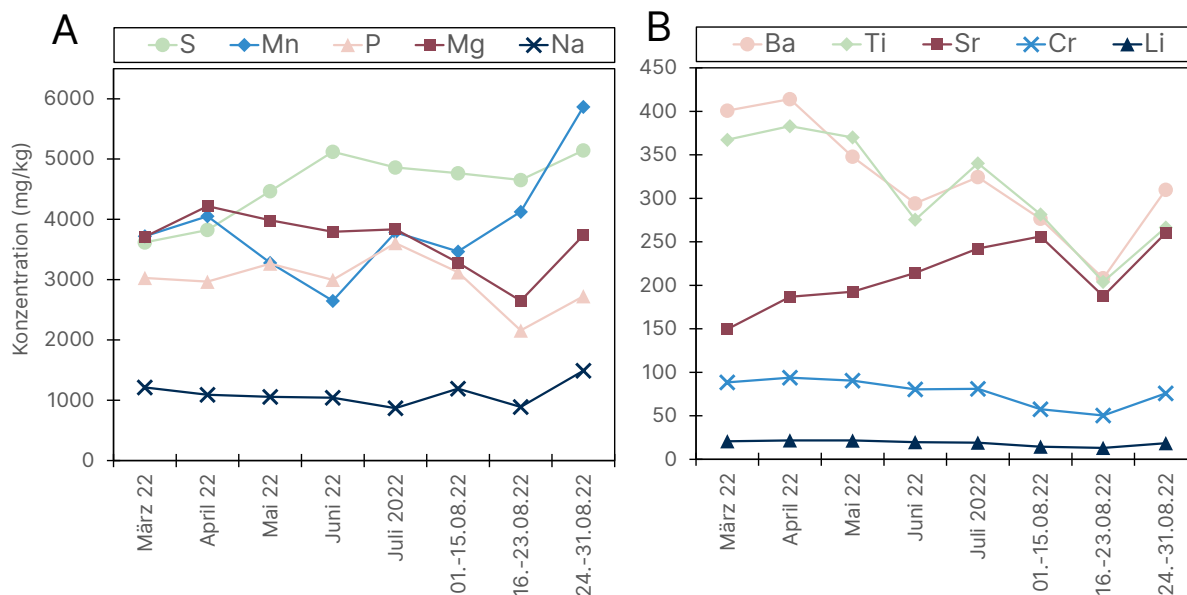 A
S Mn P Mg Na
Konzentration (mg/kg)
6000
5000
4000
3000
2000
1000
0
März 22
April 22
Mai 22
Juni 22
Juli 2022
01.-15.08.22
16.-23.08.22
24.-31.08.22
B
Ba Ti Sr Cr Li
450
400
350
300
250
200
150
100
50
0
März 22
April 22
Mai 22
Juni 22
Juli 2022
01.-15.08.22
16.-23.08.22
24.-31.08.22